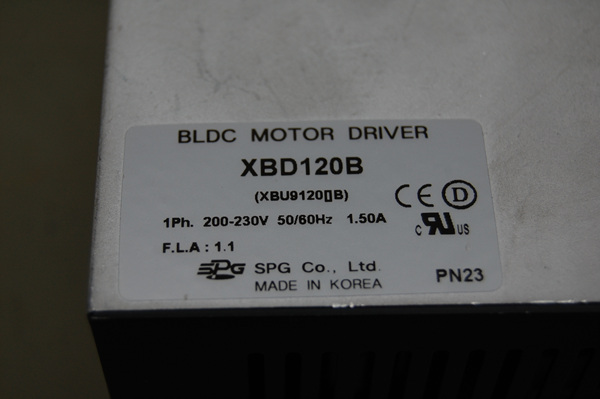 BLDC MOTOR DRIVER
XBD120B
(XBU9120▯B)
CE D
1Ph. 200-230V 50/60Hz 1.50A
c RU US
F.L.A : 1.1
SPG SPG Co., Ltd.
MADE IN KOREA
PN23